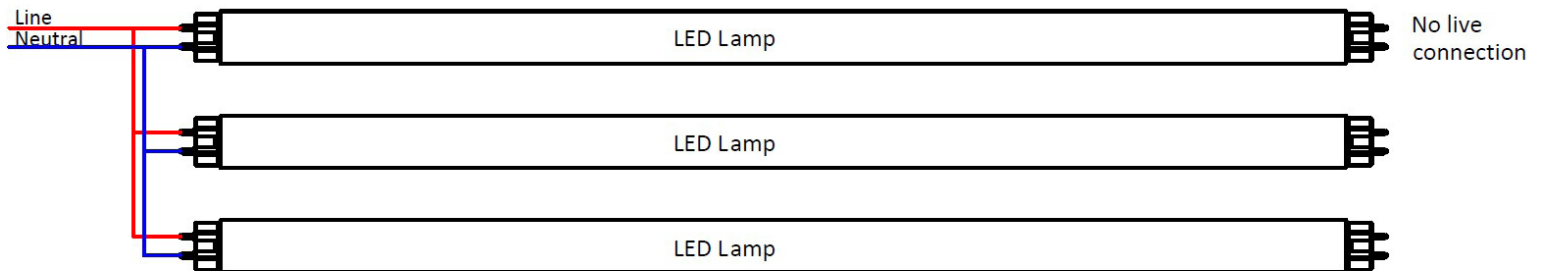 Line
Neutral
LED Lamp
No live
connection
LED Lamp
LED Lamp